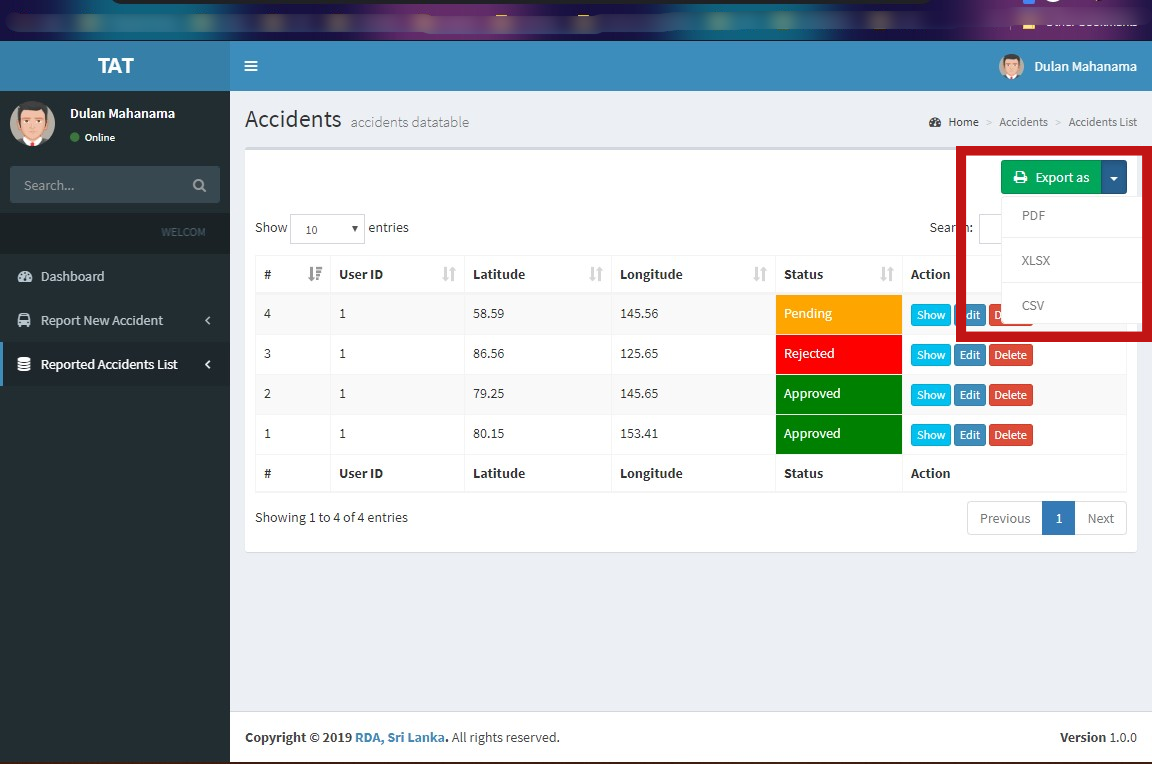 TAT
Dulan Mahanama
Dulan Mahanama
Online
Accidents accidents datatable
Home > Accidents > Accidents List
Search...
Export as
PDF
XLSX
CSV
WELCOM
Show 10 entries
Search:
Dashboard
Report New Accident
Reported Accidents List
# User ID Latitude Longitude Status Action
4 1 58.59 145.56 Pending Show Edit
3 1 86.56 125.65 Rejected Show Edit Delete
2 1 79.25 145.65 Approved Show Edit Delete
1 1 80.15 153.41 Approved Show Edit Delete
# User ID Latitude Longitude Status Action
Showing 1 to 4 of 4 entries
Previous 1 Next
Copyright © 2019 RDA, Sri Lanka. All rights reserved.
Version 1.0.0